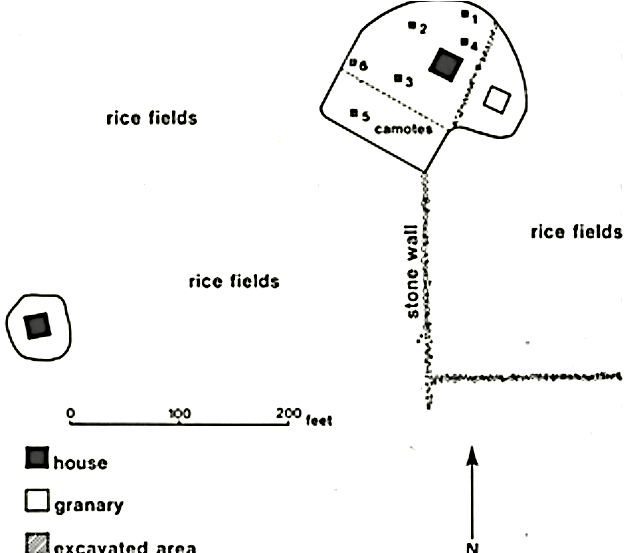 1
2
4
6
3
5
camotes
rice fields
rice fields
stone wall
rice fields
0 100 200 feet
house
granary
excavated area
N